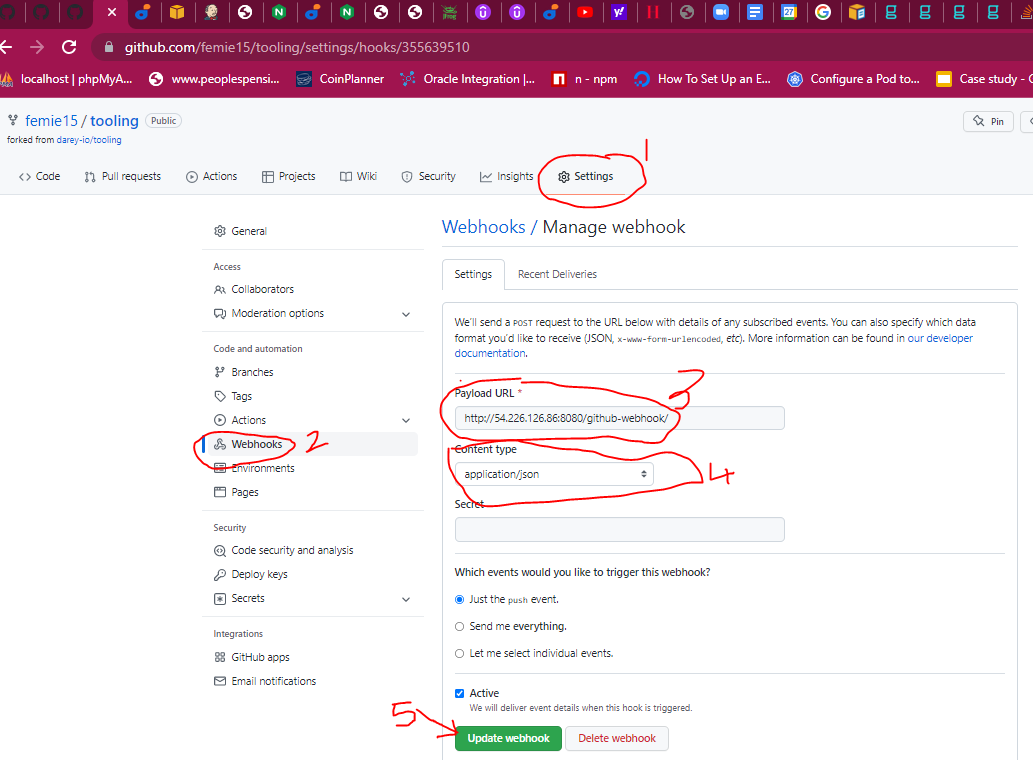 github.com/femie15/tooling/settings/hooks/355639510
localhost | phpMyA... www.peoplespensi... CoinPlanner Oracle Integration |... n - npm How To Set Up an E... Configure a Pod to... Case study - C
femie15 / tooling Public Pin
forked from darey-io/tooling
1
Code Pull requests Actions Projects Wiki Security Insights Settings
General
Access
Collaborators
Moderation options
Code and automation
Branches
Tags
Actions
Webhooks 2
Environments
Pages
Security
Code security and analysis
Deploy keys
Secrets
Integrations
GitHub apps
Email notifications
Webhooks / Manage webhook
Settings Recent Deliveries
We'll send a POST request to the URL below with details of any subscribed events. You can also specify which data
format you'd like to receive (JSON, x-www-form-urlencoded, etc). More information can be found in our developer
documentation.
Payload URL * 3
http://54.226.126.86:8080/github-webhook/
Content type
application/json 4
Secret
Which events would you like to trigger this webhook?
Just the push event.
Send me everything.
Let me select individual events.
Active
We will deliver event details when this hook is triggered.
5
Update webhook Delete webhook